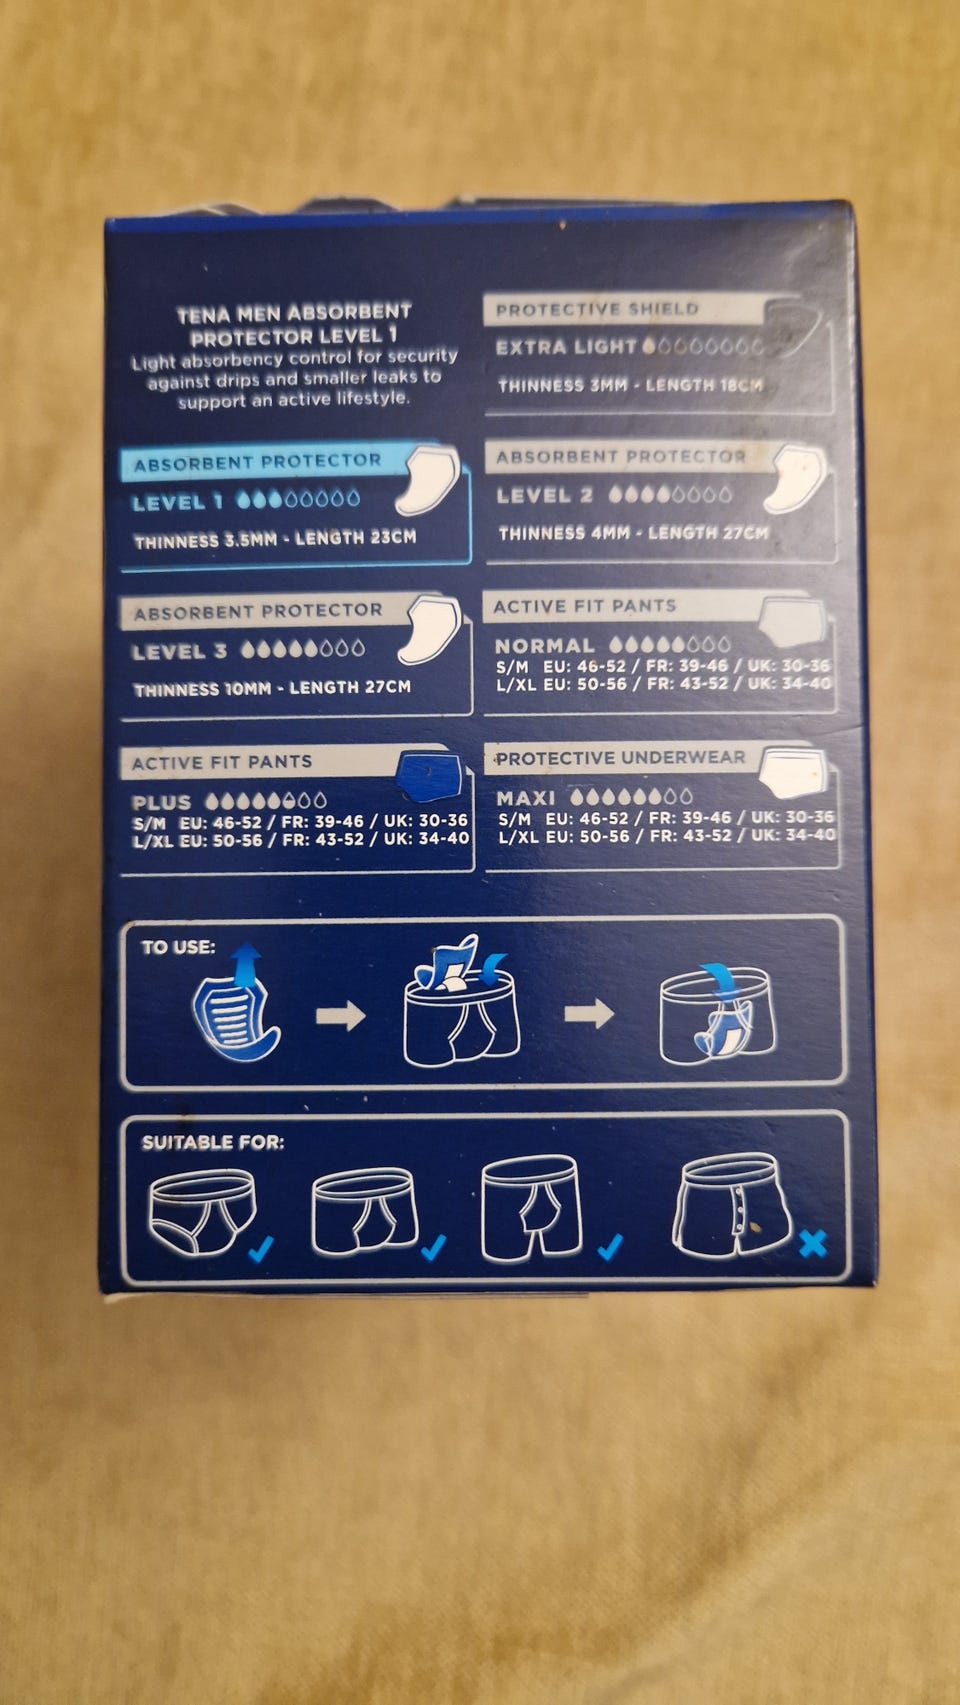 TENA MEN ABSORBENT
PROTECTOR LEVEL 1
Light absorbency control for security
against drips and smaller leaks to
support an active lifestyle.
PROTECTIVE SHIELD
EXTRA LIGHT
THINNESS 3MM - LENGTH 18CM
ABSORBENT PROTECTOR
LEVEL 1
THINNESS 3.5MM - LENGTH 23CM
ABSORBENT PROTECTOR
LEVEL 2
THINNESS 4MM - LENGTH 27CM
ABSORBENT PROTECTOR
LEVEL 3
THINNESS 10MM - LENGTH 27CM
ACTIVE FIT PANTS
NORMAL
S/M EU: 46-52 / FR: 39-46 / UK: 30-36
L/XL EU: 50-56 / FR: 43-52 / UK: 34-40
ACTIVE FIT PANTS
PLUS
S/M EU: 46-52 / FR: 39-46 / UK: 30-36
L/XL EU: 50-56 / FR: 43-52 / UK: 34-40
PROTECTIVE UNDERWEAR
MAXI
S/M EU: 46-52 / FR: 39-46 / UK: 30-36
L/XL EU: 50-56 / FR: 43-52 / UK: 34-40
TO USE:
SUITABLE FOR: